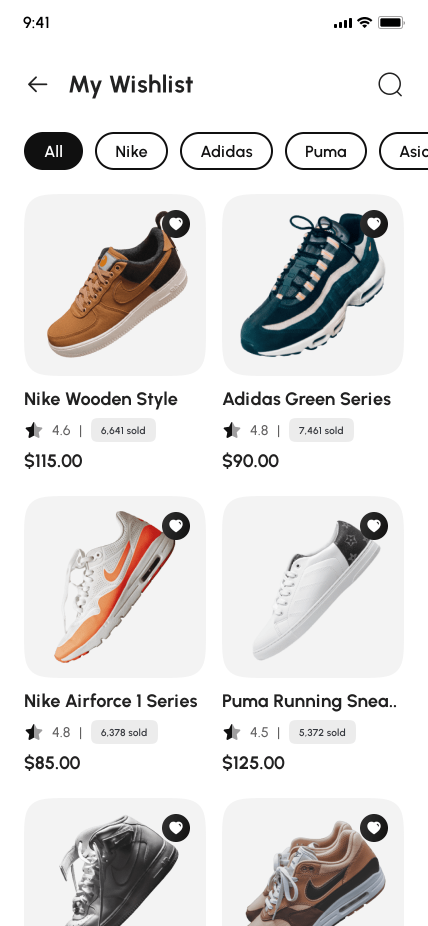 9:41
My Wishlist
All
Nike
Adidas
Puma
Asic
Nike Wooden Style
4.6 | 6,641 sold
$115.00
Adidas Green Series
4.8 | 7,461 sold
$90.00
Nike Airforce 1 Series
4.8 | 6,378 sold
$85.00
Puma Running Snea..
4.5 | 5,372 sold
$125.00